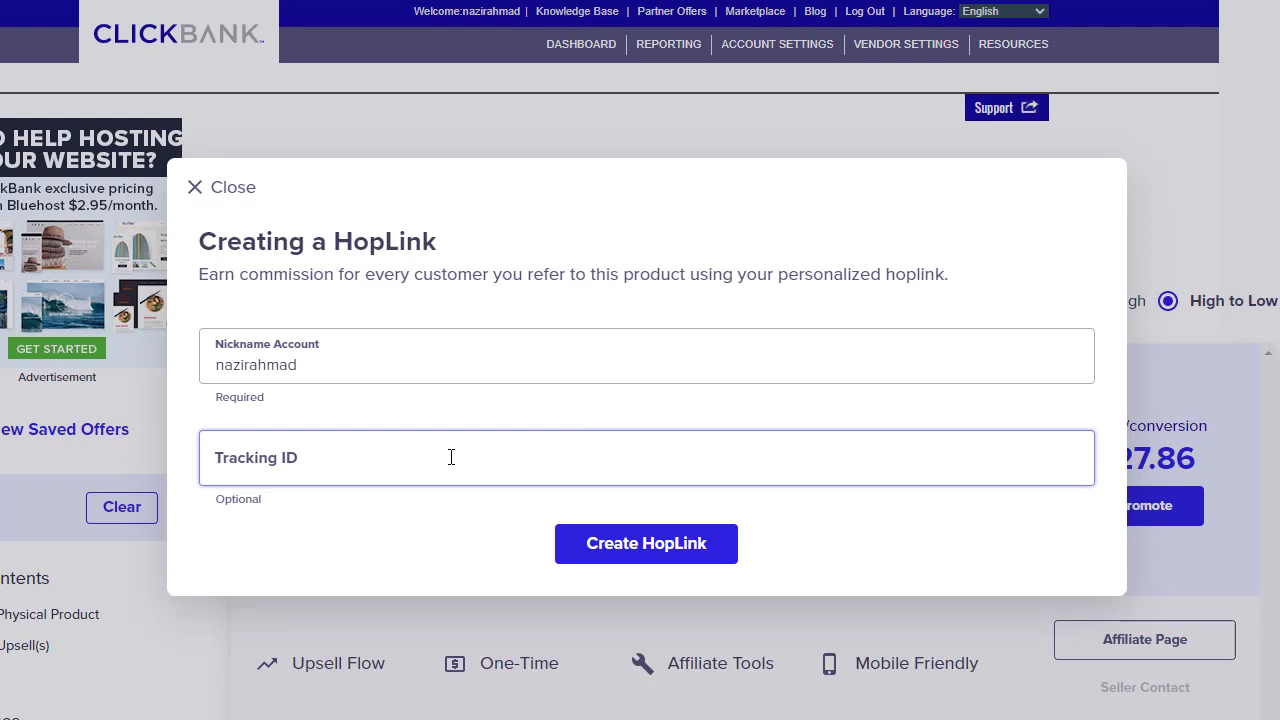 Welcome:nazirahmad | Knowledge Base | Partner Offers | Marketplace | Blog | Log Out | Language: English
CLICKBANK™
DASHBOARD | REPORTING | ACCOUNT SETTINGS | VENDOR SETTINGS | RESOURCES
Support
HELP HOSTING
OUR WEBSITE?
kBank exclusive pricing
Bluehost $2.95/month.
GET STARTED
Advertisement
ew Saved Offers
Clear
ntents
Physical Product
Upsell(s)
Close
Creating a HopLink
Earn commission for every customer you refer to this product using your personalized hoplink.
Nickname Account
nazirahmad
Required
Tracking ID
Optional
Create HopLink
gh High to Low
/conversion
27.86
romote
Upsell Flow One-Time Affiliate Tools Mobile Friendly
Affiliate Page
Seller Contact